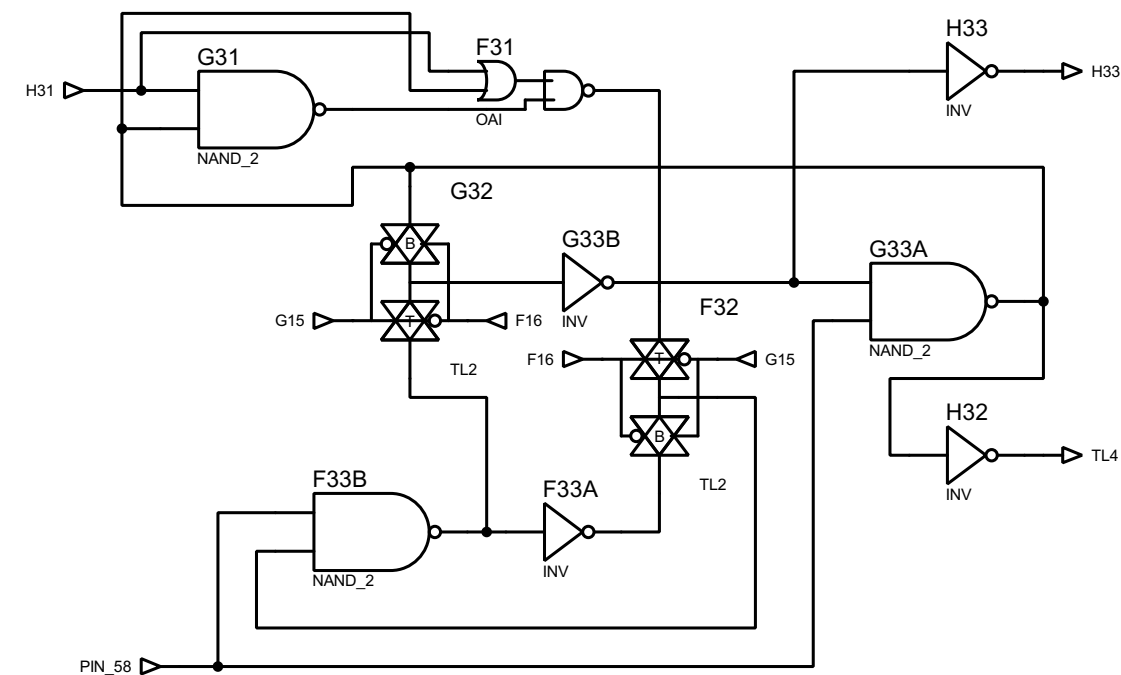 H33
F31
G31
H31
H33
INV
OAI
NAND_2
G32
B
G33B
G33A
G15
T
F16
INV
F32
NAND_2
F16
T
G15
TL2
H32
B
TL4
F33B
F33A
TL2
INV
INV
NAND_2
PIN_58